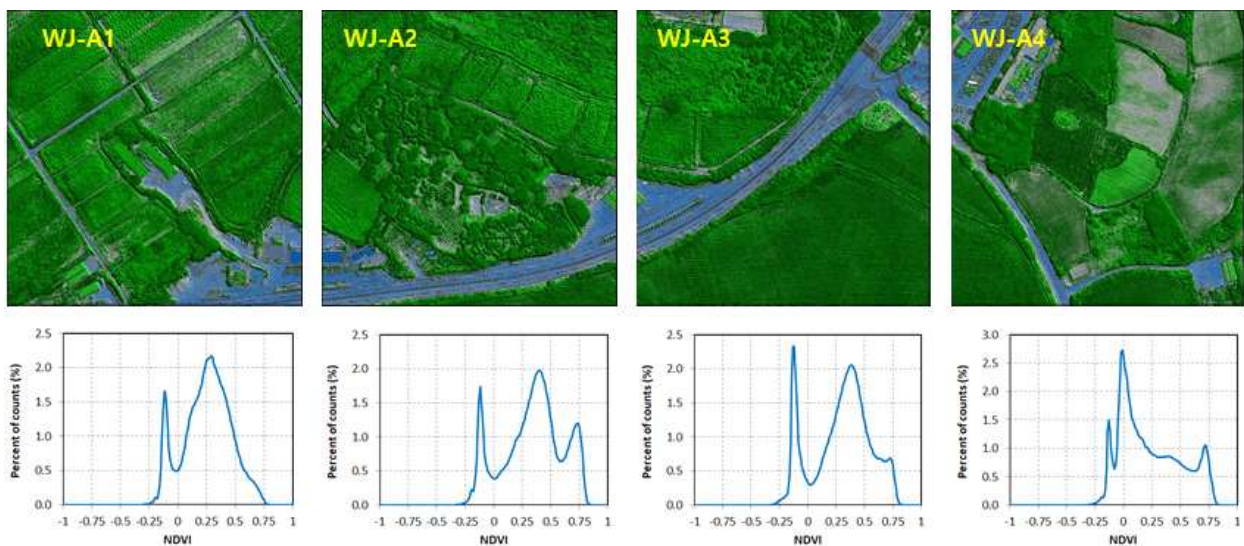 WJ-A1 WJ-A2 WJ-A3 WJ-A4
2.5 2.5 2.5 3.0
2.0 2.0 2.0 2.5
1.5 1.5 1.5 2.0
1.0 1.0 1.0 1.5
0.5 0.5 0.5 1.0
0.0 0.0 0.0 0.5
0.0
Percent of counts (%) Percent of counts (%) Percent of counts (%) Percent of counts (%)
-1 -0.75 -0.5 -0.25 0 0.25 0.5 0.75 1 -1 -0.75 -0.5 -0.25 0 0.25 0.5 0.75 1 -1 -0.75 -0.5 -0.25 0 0.25 0.5 0.75 1 -1 -0.75 -0.5 -0.25 0 0.25 0.5 0.75 1
NDVI NDVI NDVI NDVI